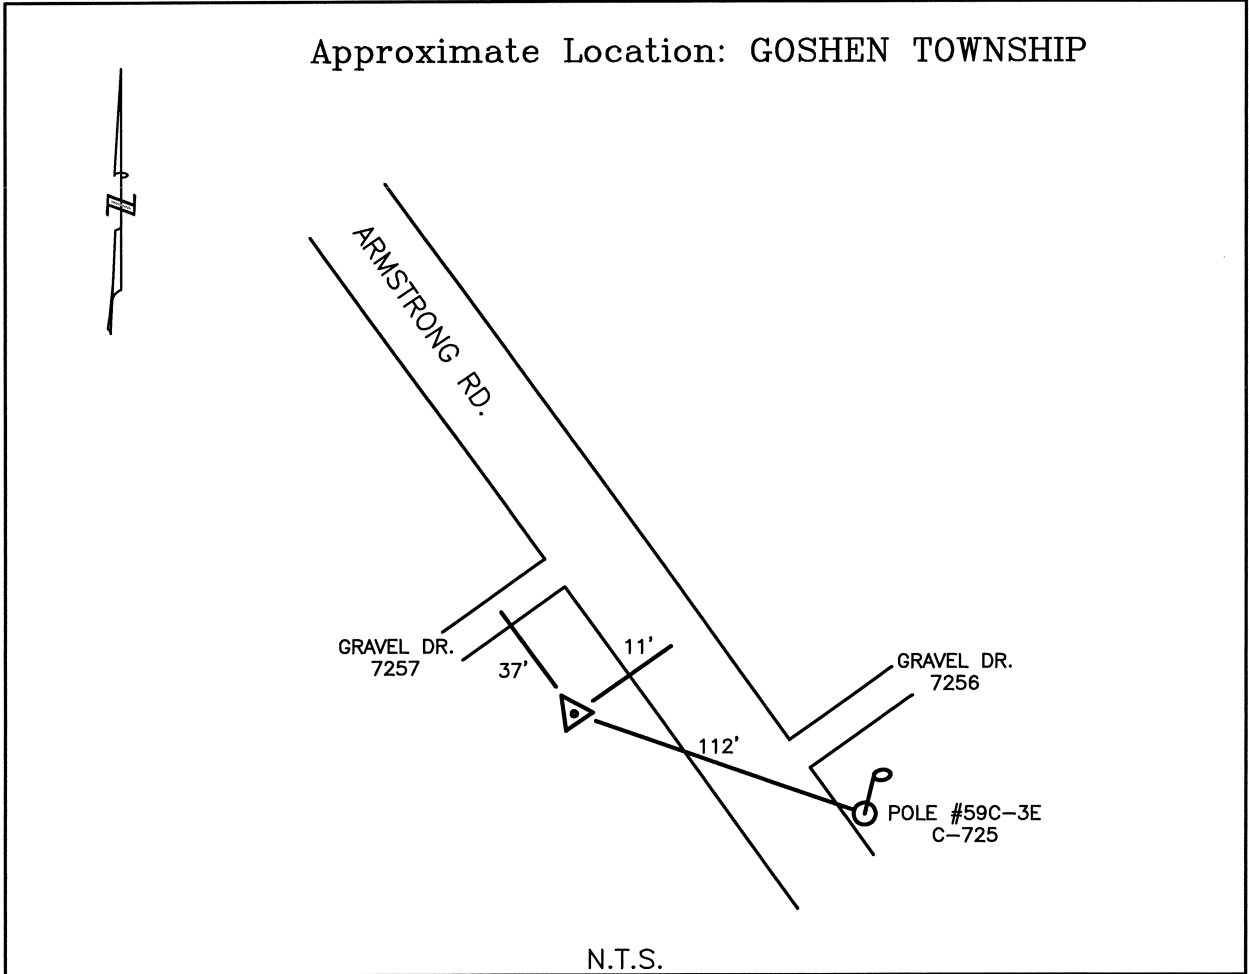 Approximate Location: GOSHEN TOWNSHIP
N
ARMSTRONG RD.
GRAVEL DR.
7257
37'
11'
GRAVEL DR.
7256
112'
POLE #59C-3E
C-725
N.T.S.